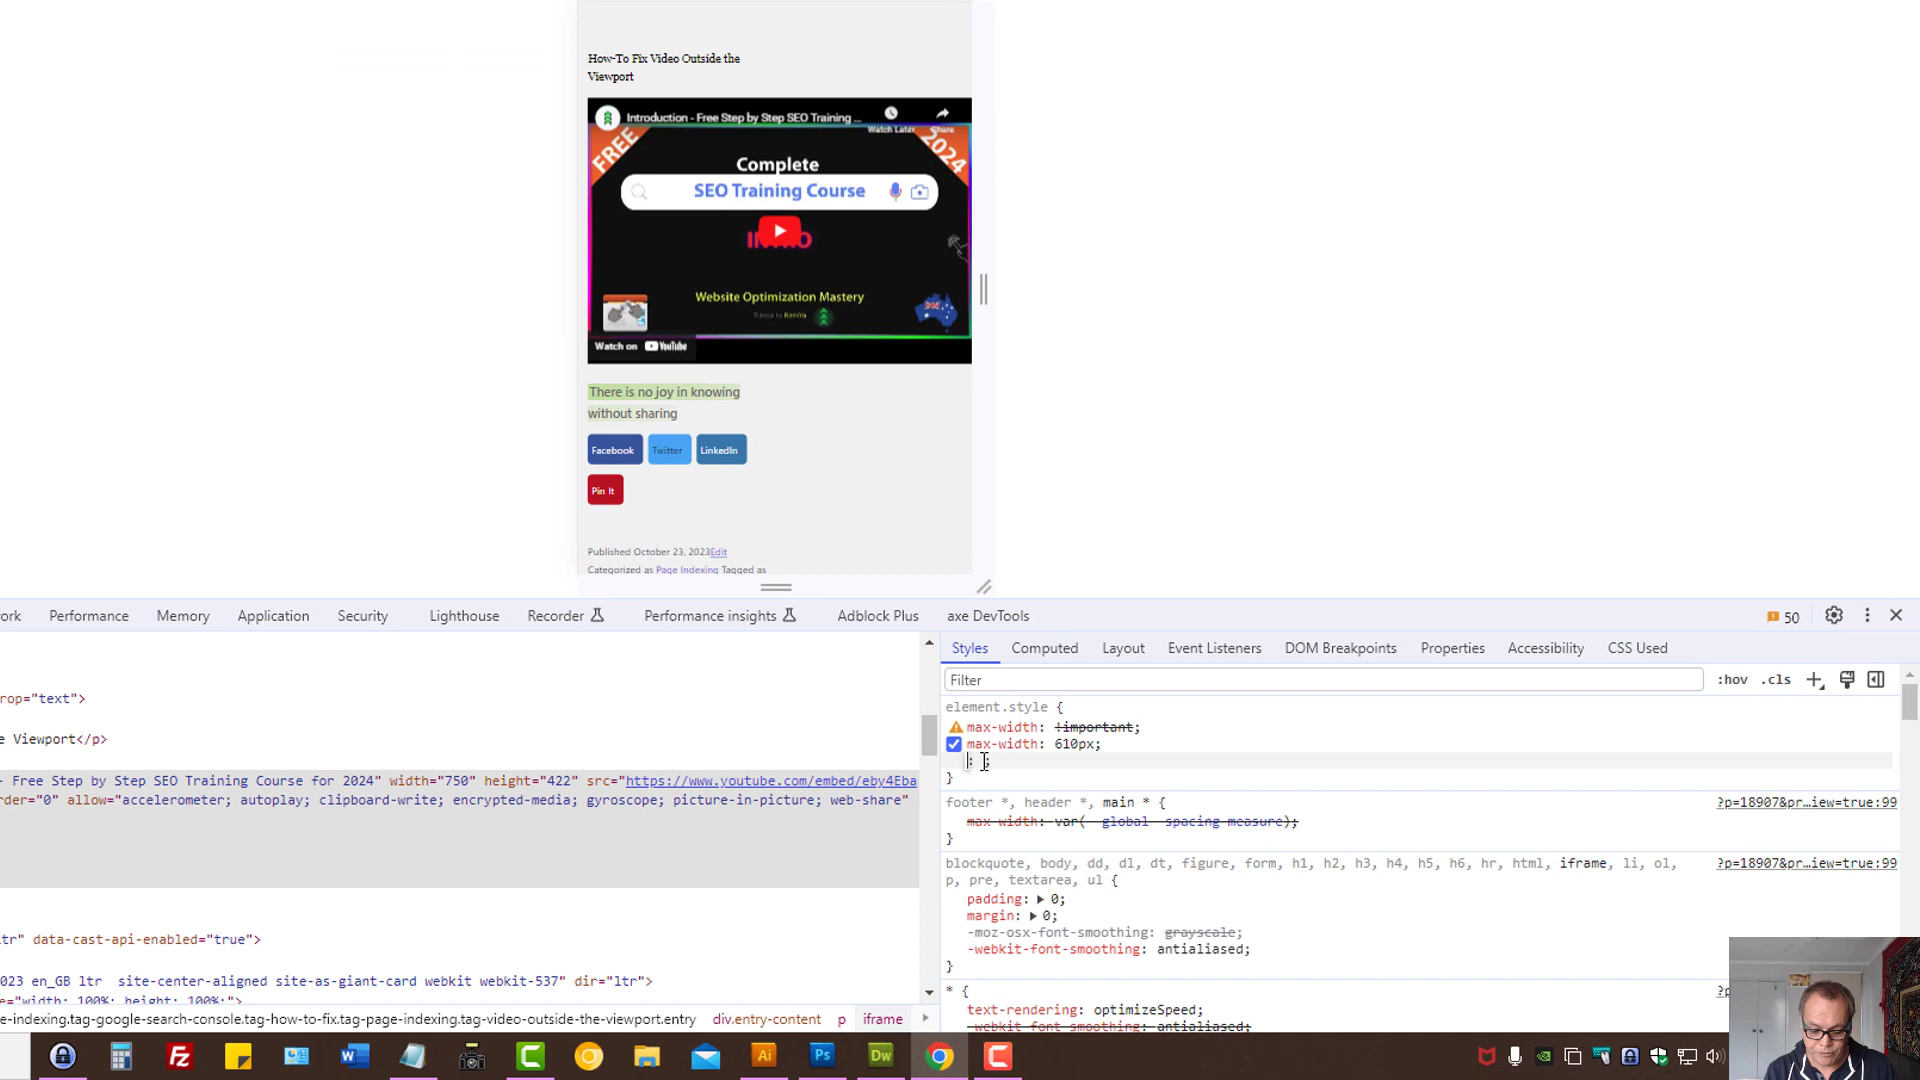 How-To Fix Video Outside the
Viewport
Introduction - Free Step by Step SEO Training ...
Watch Later
Share
FREE
2024
Complete
SEO Training Course
INTRO
Website Optimization Mastery
Watch on YouTube
There is no joy in knowing
without sharing
Facebook Twitter LinkedIn
Pin It
Published October 23, 2023Edit
Categorized as Page Indexing Tagged as
ork Performance Memory Application Security Lighthouse Recorder Performance insights Adblock Plus axe DevTools 50
rop="text">
e Viewport</p>
- Free Step by Step SEO Training Course for 2024" width="750" height="422" src="https://www.youtube.com/embed/eby4Eba
rder="0" allow="accelerometer; autoplay; clipboard-write; encrypted-media; gyroscope; picture-in-picture; web-share"
tr" data-cast-api-enabled="true">
2023 en_GB ltr site-center-aligned site-as-giant-card webkit webkit-537" dir="ltr">
e="width: 100%; height: 100%;">
e-indexing.tag-google-search-console.tag-how-to-fix.tag-page-indexing.tag-video-outside-the-viewport.entry div.entry-content p iframe
Styles Computed Layout Event Listeners DOM Breakpoints Properties Accessibility CSS Used
Filter :hov .cls
element.style {
max-width: !important;
max-width: 610px;
: ;
}
footer *, header *, main * { ?p=18907&pr…iew=true:99
max-width: var(--global--spacing-measure);
}
blockquote, body, dd, dl, dt, figure, form, h1, h2, h3, h4, h5, h6, hr, html, iframe, li, ol, ?p=18907&pr…iew=true:99
p, pre, textarea, ul {
padding: 0;
margin: 0;
-moz-osx-font-smoothing: grayscale;
-webkit-font-smoothing: antialiased;
}
* { ?p
text-rendering: optimizeSpeed;
-webkit-font-smoothing: antialiased;
Fz W Ai Ps Dw